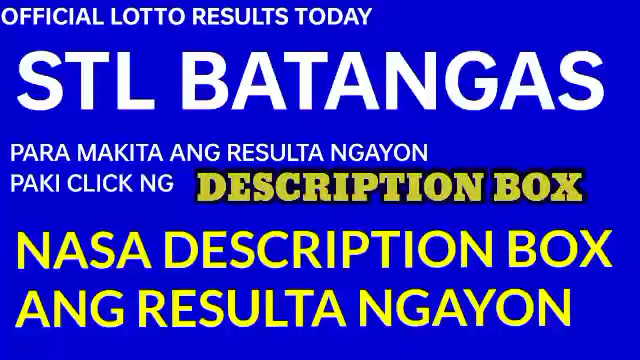 OFFICIAL LOTTO RESULTS TODAY
STL BATANGAS
PARA MAKITA ANG RESULTA NGAYON
PAKI CLICK NG DESCRIPTION BOX
NASA DESCRIPTION BOX
ANG RESULTA NGAYON